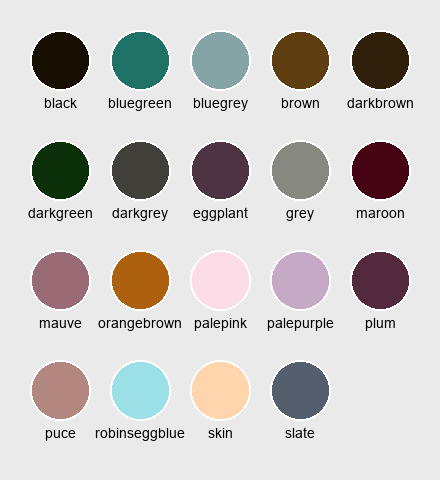 black bluegreen bluegrey brown darkbrown
darkgreen darkgrey eggplant grey maroon
mauve orangebrown palepink palepurple plum
puce robinseggblue skin slate